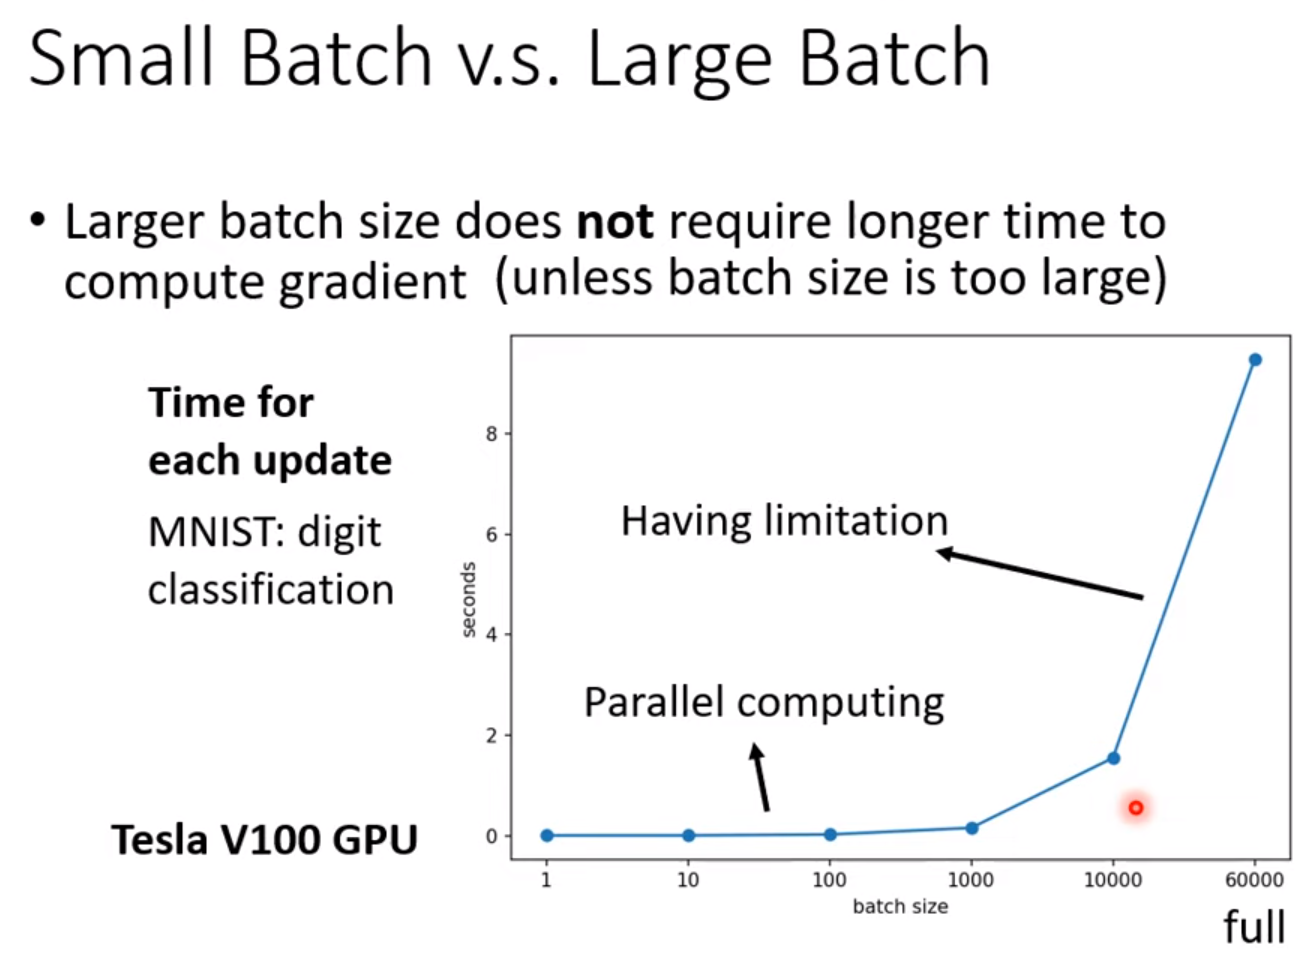 Small Batch v.s. Large Batch
• Larger batch size does not require longer time to
compute gradient (unless batch size is too large)
Time for
each update
MNIST: digit
classification
Tesla V100 GPU
seconds
8
6
4
2
0
Having limitation
Parallel computing
1 10 100 1000 10000 60000
batch size
full